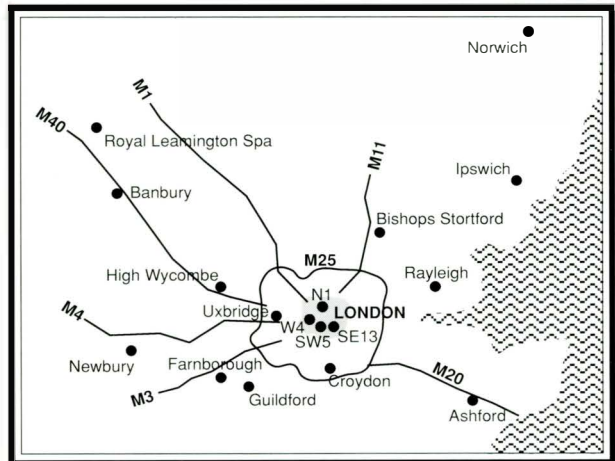 Norwich
M1
M40
Royal Leamington Spa
M11
Ipswich
Banbury
Bishops Stortford
M25
High Wycombe
Rayleigh
N1
Uxbridge
LONDON
M4
W4
SW5
SE13
Newbury
Farnborough
Croydon
M20
M3
Guildford
Ashford